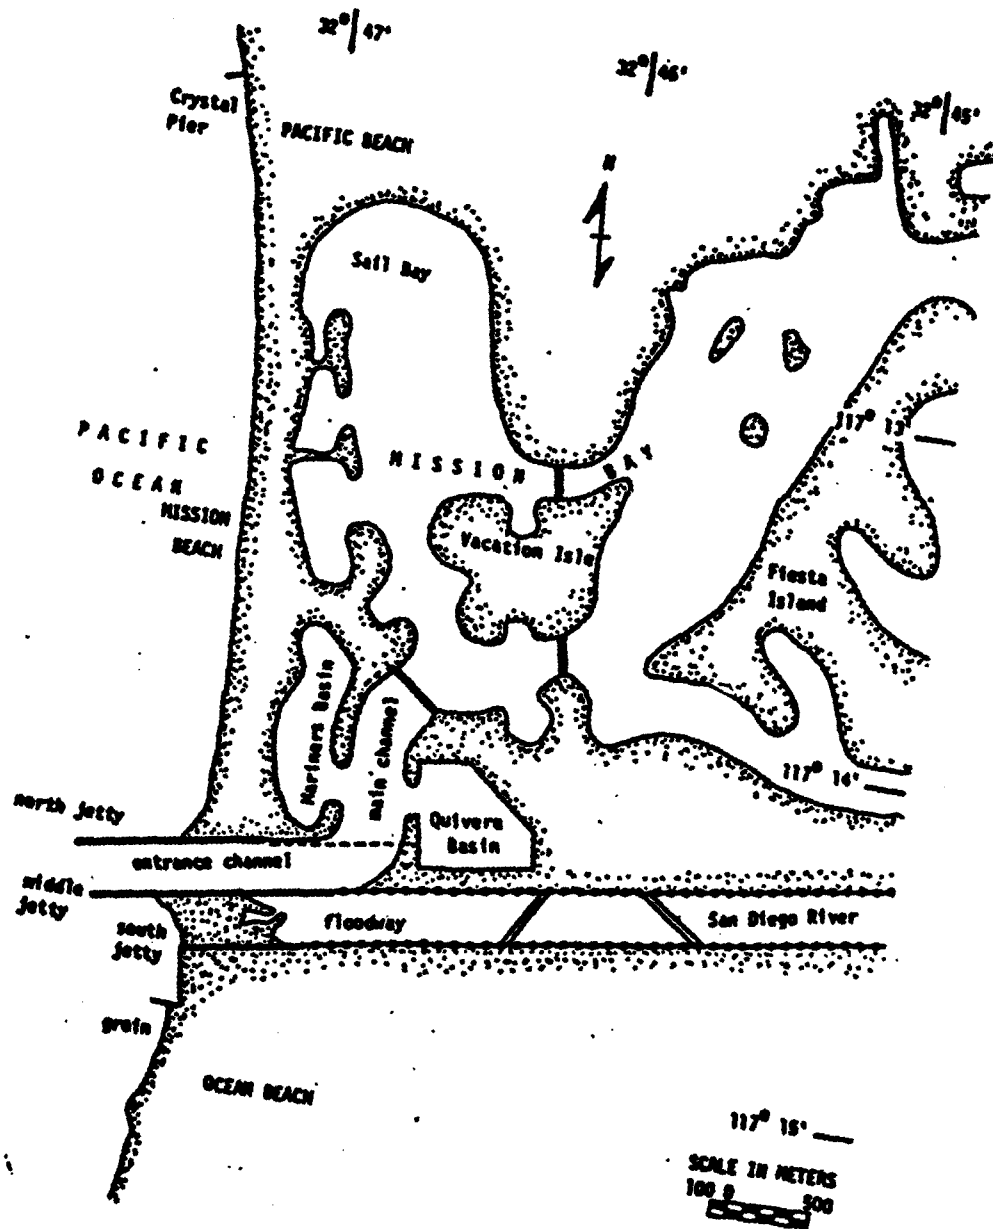 32° 47'
32° 46'
32° 45'
Crystal
Pier
PACIFIC BEACH
N
Sail Bay
PACIFIC
OCEAN
MISSION
BEACH
MISSION BAY
117° 13'
Vacation Isle
Fiesta
Island
Mariners Basin
main channel
117° 14'
north jetty
Quivera
Basin
entrance channel
middle
jetty
south
jetty
floodway
San Diego River
groin
OCEAN BEACH
117° 15'
SCALE IN METERS
100 0 500